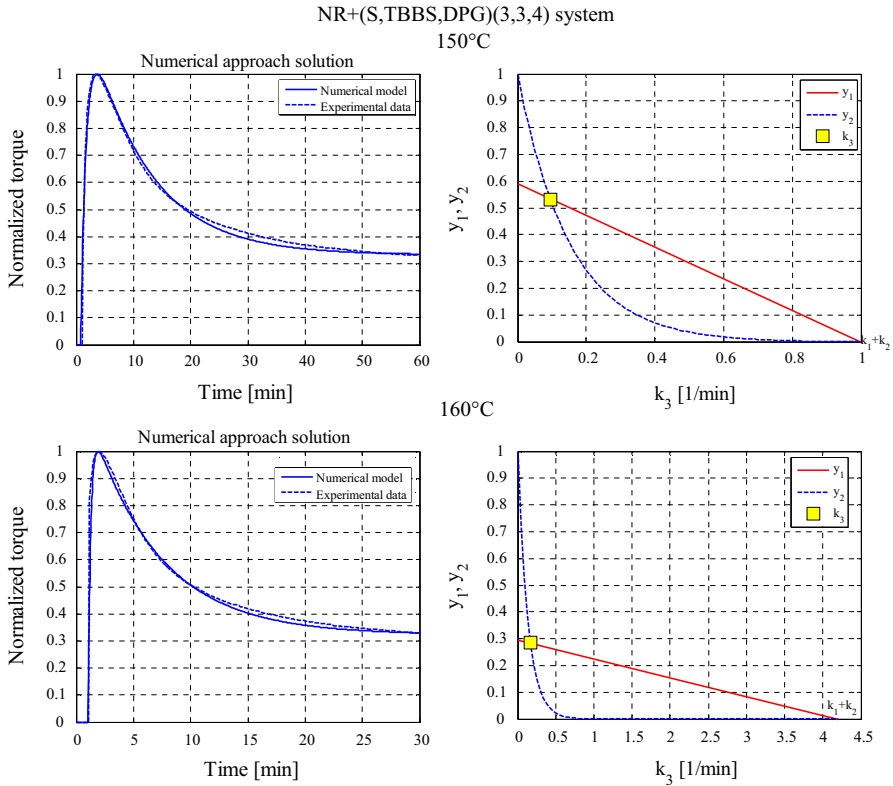 NR+(S,TBBS,DPG)(3,3,4) system
150°C
Numerical approach solution
1
0.9
0.8
0.7
0.6
0.5
0.4
0.3
0.2
0.1
0
Normalized torque
Numerical model
Experimental data
0 10 20 30 40 50 60
Time [min]
1
0.9
0.8
0.7
0.6
0.5
0.4
0.3
0.2
0.1
0
y₁, y₂
y₁
y₂
k₃
k₁+k₂
0 0.2 0.4 0.6 0.8 1
k₃ [1/min]
160°C
Numerical approach solution
1
0.9
0.8
0.7
0.6
0.5
0.4
0.3
0.2
0.1
0
Normalized torque
Numerical model
Experimental data
0 5 10 15 20 25 30
Time [min]
1
0.9
0.8
0.7
0.6
0.5
0.4
0.3
0.2
0.1
0
y₁, y₂
y₁
y₂
k₃
k₁+k₂
0 0.5 1 1.5 2 2.5 3 3.5 4 4.5
k₃ [1/min]